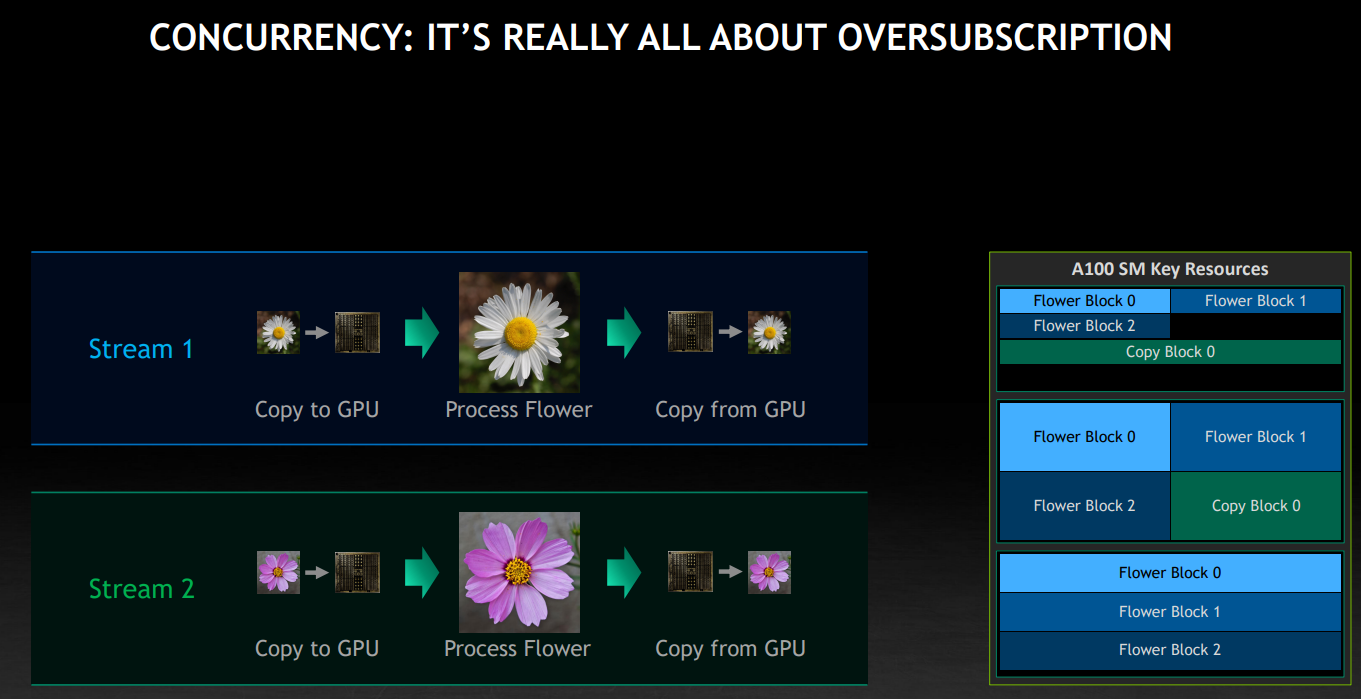 CONCURRENCY: IT'S REALLY ALL ABOUT OVERSUBSCRIPTION
Stream 1
Copy to GPU
Process Flower
Copy from GPU
Stream 2
Copy to GPU
Process Flower
Copy from GPU
A100 SM Key Resources
Flower Block 0
Flower Block 1
Flower Block 2
Copy Block 0
Flower Block 0
Flower Block 1
Flower Block 2
Copy Block 0
Flower Block 0
Flower Block 1
Flower Block 2